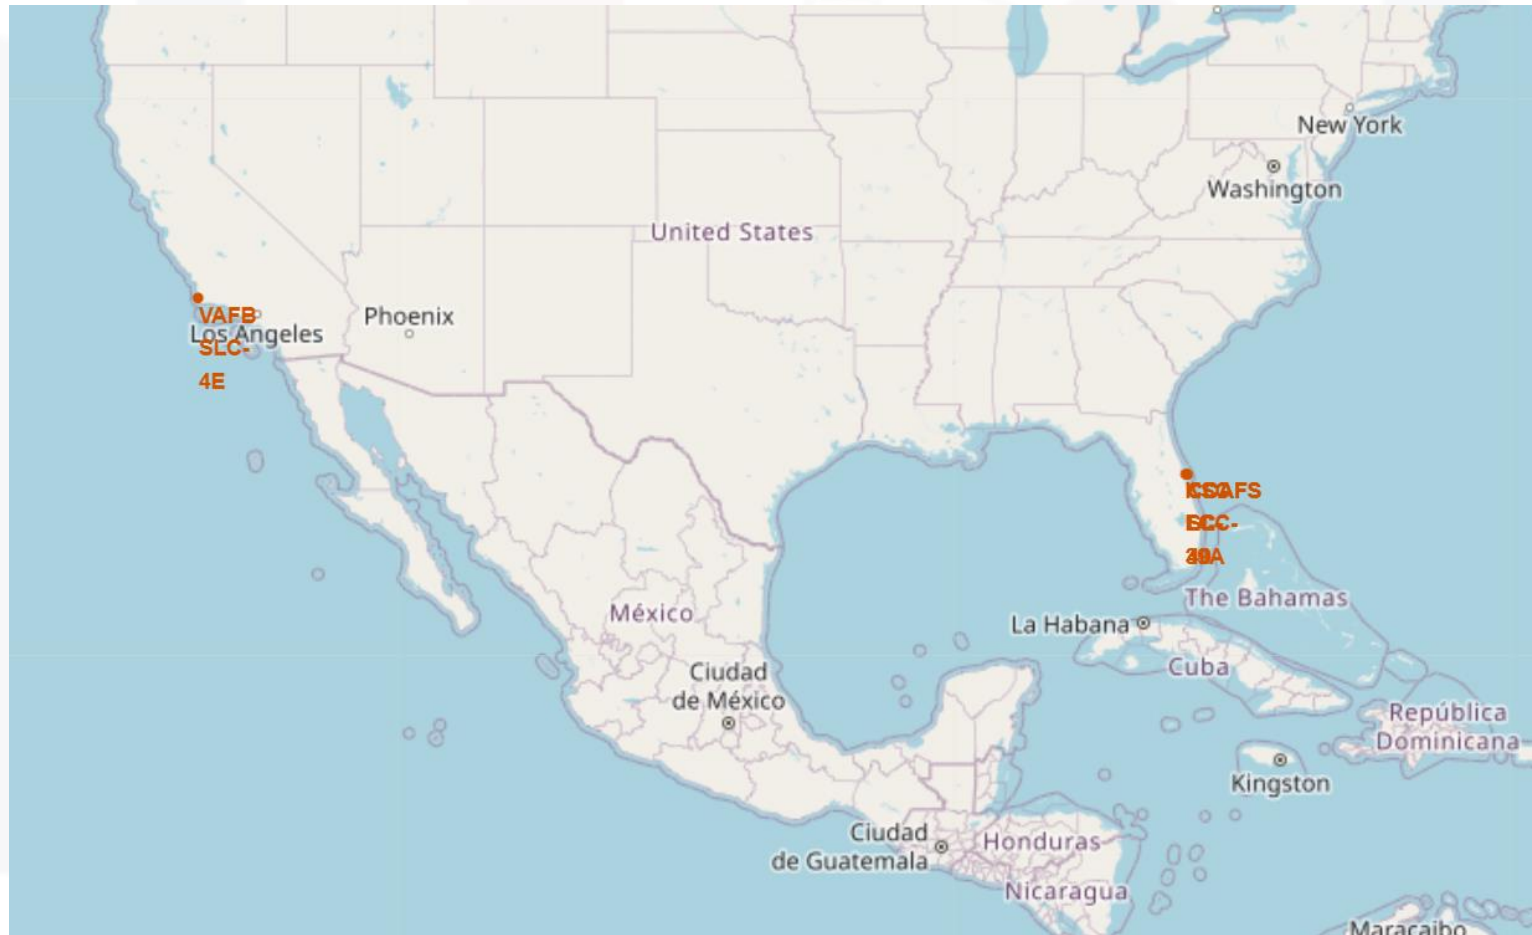 New York
Washington
United States
Phoenix
VAFB
Los Angeles
SLC-
4E
The Bahamas
México
La Habana
Cuba
Ciudad
de México
República
Dominicana
Kingston
Ciudad
de Guatemala
Honduras
Nicaragua
Maracaibo